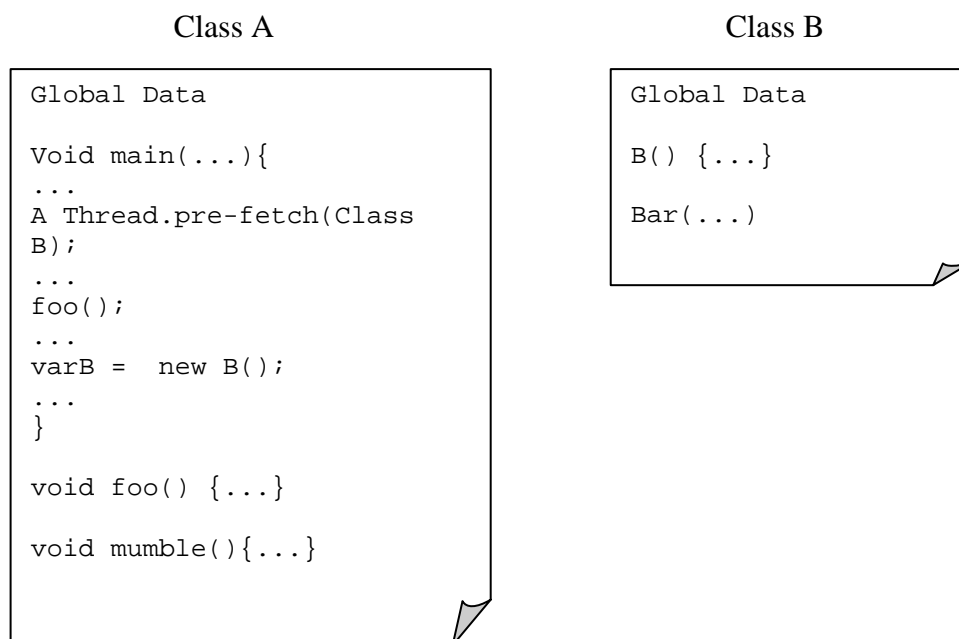 Class A
Global Data
Void main(...){
...
A Thread.pre-fetch(Class
B);
...
foo();
...
varB = new B();
...
}
void foo() {...}
void mumble(){...}
Class B
Global Data
B() {...}
Bar(...)